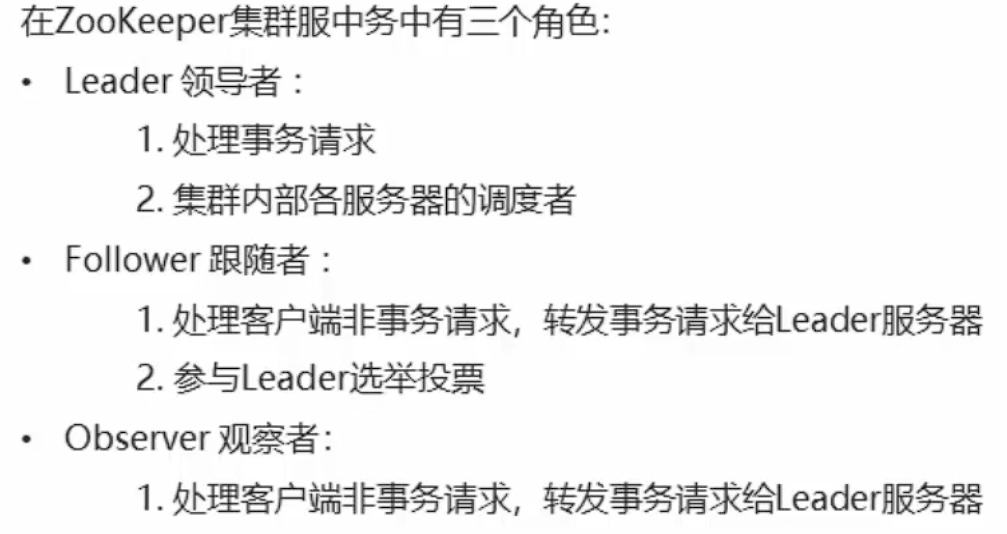 在ZooKeeper集群服中务中有三个角色:
• Leader 领导者：
1. 处理事务请求
2. 集群内部各服务器的调度者
• Follower 跟随者：
1. 处理客户端非事务请求，转发事务请求给Leader服务器
2. 参与Leader选举投票
• Observer 观察者:
1. 处理客户端非事务请求，转发事务请求给Leader服务器